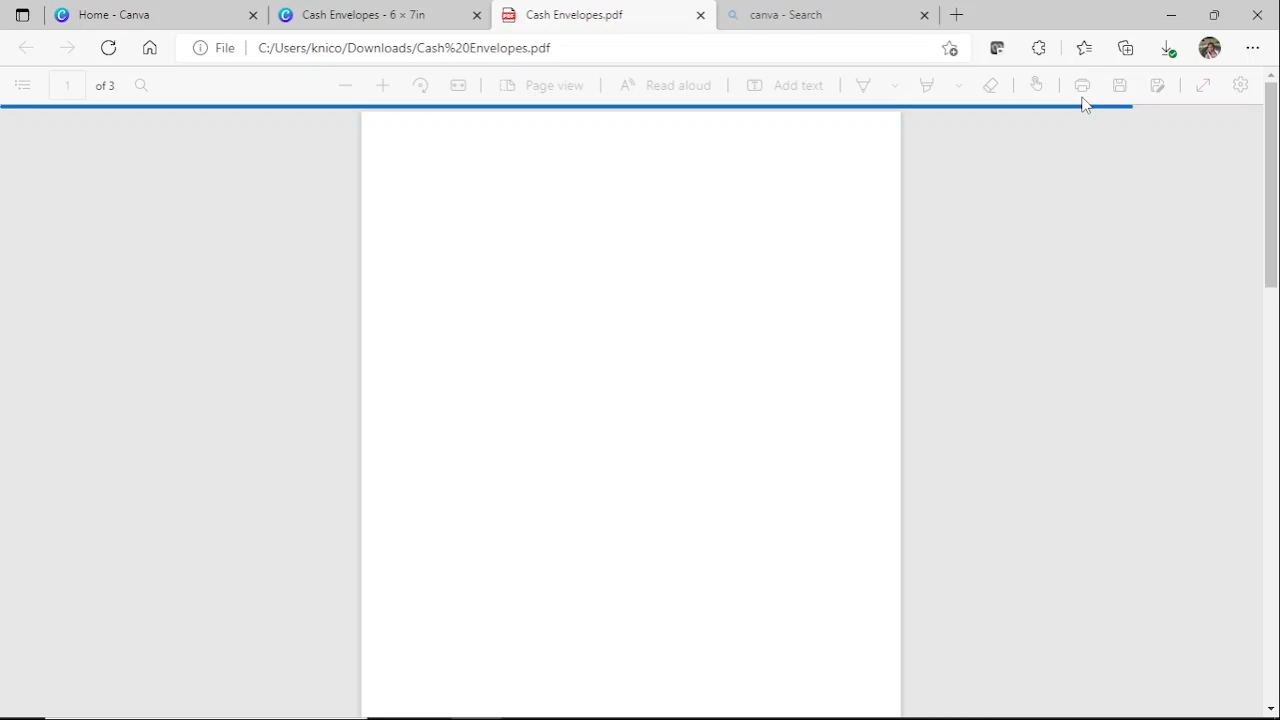 Home - Canva
Cash Envelopes - 6 × 7in
Cash Envelopes.pdf
canva - Search
File
C:/Users/knico/Downloads/Cash%20Envelopes.pdf
1 of 3
Page view
Read aloud
Add text